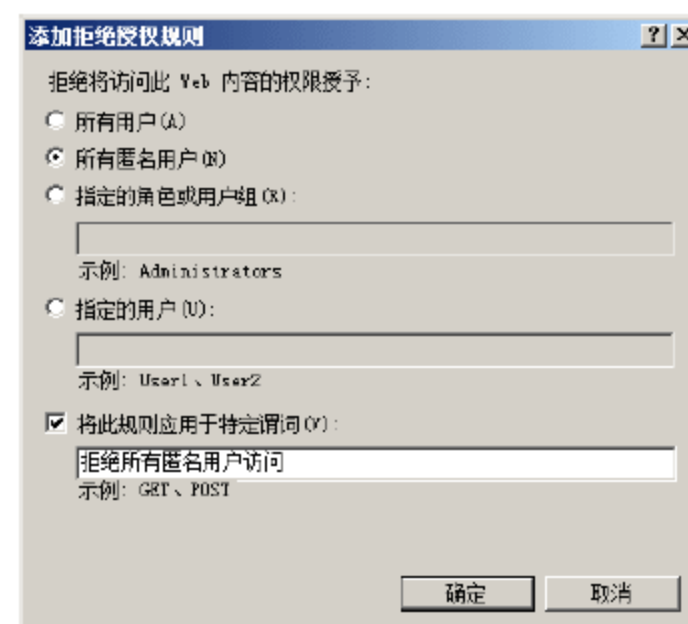 添加拒绝授权规则
拒绝将访问此 Web 内容的权限授予:
所有用户(A)
所有匿名用户(N)
指定的角色或用户组(R):
示例: Administrators
指定的用户(U):
示例: User1、User2
将此规则应用于特定谓词(V):
拒绝所有匿名用户访问
示例: GET、POST
确定 取消